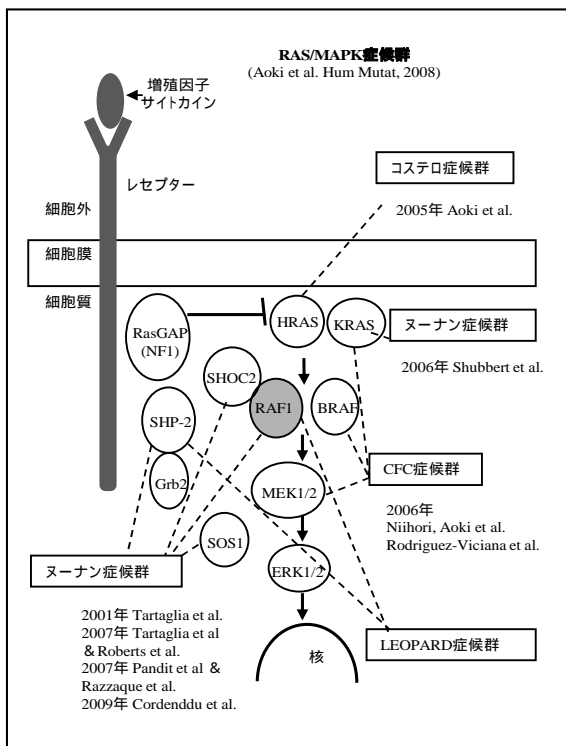 RAS/MAPK症候群
(Aoki et al. Hum Mutat, 2008)
増殖因子
サイトカイン
レセプター
コステロ症候群
2005年 Aoki et al.
細胞外
細胞膜
細胞質
RasGAP
(NF1)
HRAS
KRAS
ヌーナン症候群
2006年 Shubbert et al.
SHOC2
RAF1
BRAF
SHP-2
Grb2
MEK1/2
CFC症候群
2006年
Niihori, Aoki et al.
Rodriguez-Viciana et al.
SOS1
ERK1/2
ヌーナン症候群
2001年 Tartaglia et al.
2007年 Tartaglia et al
& Roberts et al.
2007年 Pandit et al &
Razzaque et al.
2009年 Cordenddu et al.
核
LEOPARD症候群